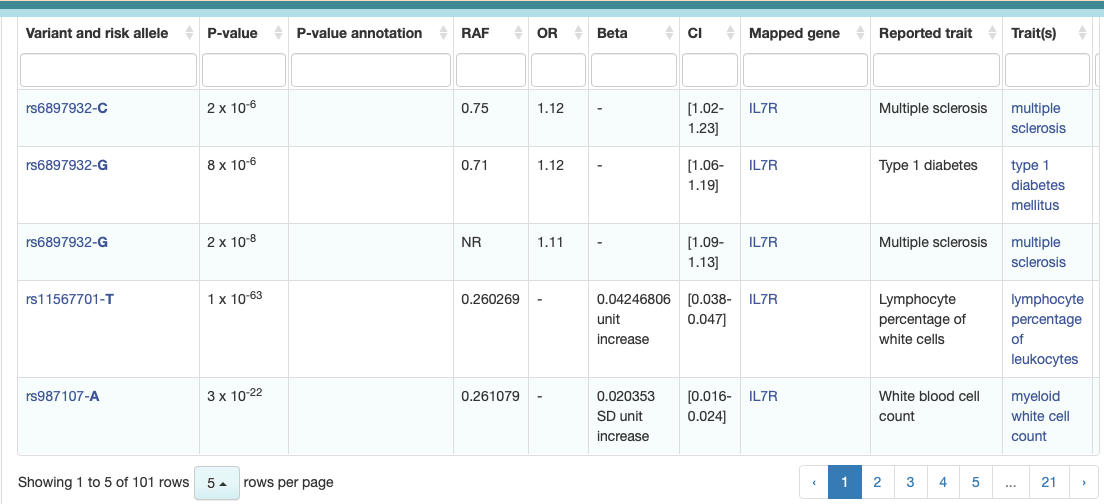 Variant and risk allele P-value P-value annotation RAF OR Beta CI Mapped gene Reported trait Trait(s)
rs6897932-C 2 x 10-6 0.75 1.12 - [1.02- IL7R Multiple sclerosis multiple
1.23] sclerosis
rs6897932-G 8 x 10-6 0.71 1.12 - [1.06- IL7R Type 1 diabetes type 1
1.19] diabetes
mellitus
rs6897932-G 2 x 10-8 NR 1.11 - [1.09- IL7R Multiple sclerosis multiple
1.13] sclerosis
rs11567701-T 1 x 10-63 0.260269 - 0.04246806 [0.038- IL7R Lymphocyte lymphocyte
unit 0.047] percentage of percentage
increase white cells of
leukocytes
rs987107-A 3 x 10-22 0.261079 - 0.020353 [0.016- IL7R White blood cell myeloid
SD unit 0.024] count white cell
increase count
Showing 1 to 5 of 101 rows 5 rows per page ‹ 1 2 3 4 5 ... 21 ›